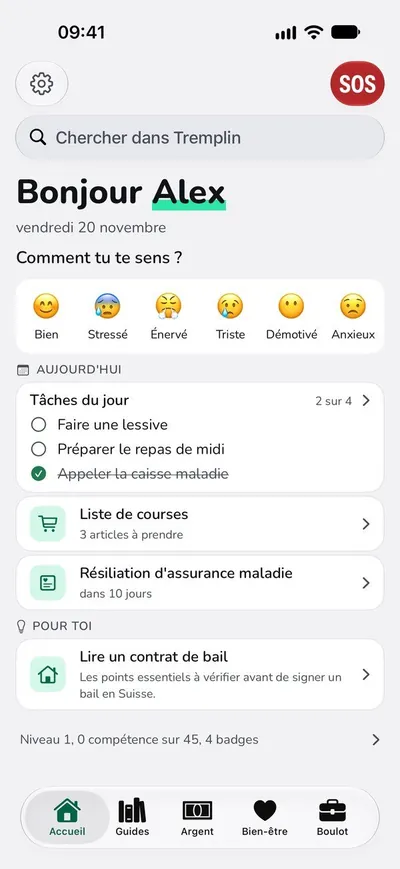 09:41
SOS
Chercher dans Tremplin
Bonjour Alex
vendredi 20 novembre
Comment tu te sens ?
Bien Stressé Énervé Triste Démotivé Anxieux
AUJOURD'HUI
Tâches du jour 2 sur 4
Faire une lessive
Préparer le repas de midi
Appeler la caisse maladie
Liste de courses
3 articles à prendre
Résiliation d'assurance maladie
dans 10 jours
POUR TOI
Lire un contrat de bail
Les points essentiels à vérifier avant de signer un
bail en Suisse.
Niveau 1, 0 compétence sur 45, 4 badges
Accueil Guides Argent Bien-être Boulot